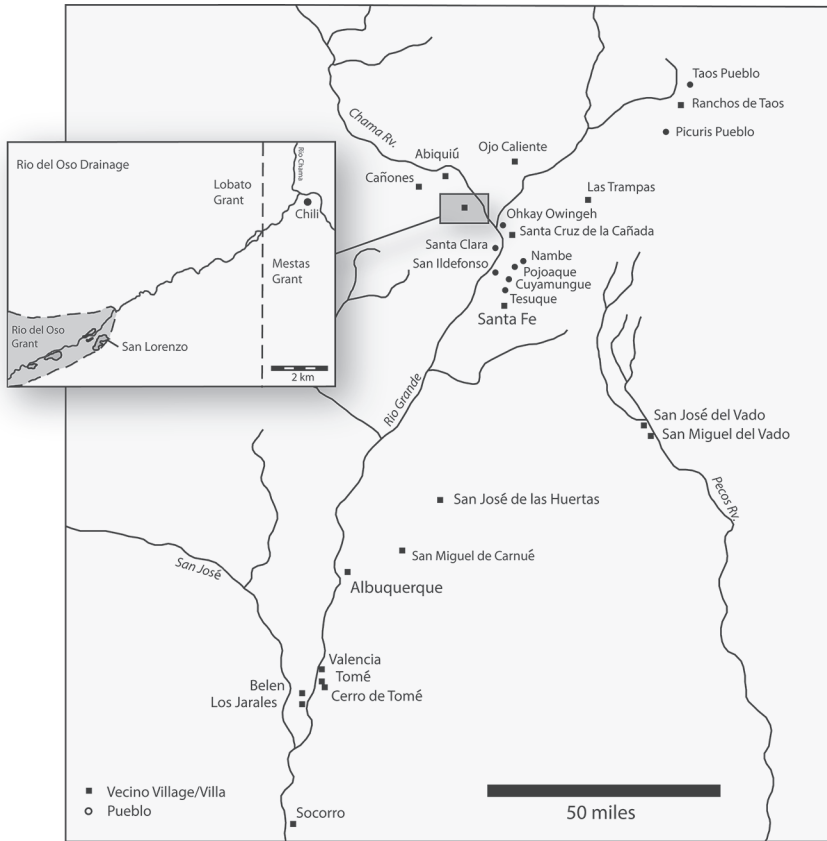 Taos Pueblo
Ranchos de Taos
Picuris Pueblo
Chama Rv.
Abiquiú
Ojo Caliente
Cañones
Las Trampas
Ohkay Owingeh
Santa Cruz de la Cañada
Santa Clara
San Ildefonso
Nambe
Pojoaque
Cuyamungue
Tesuque
Santa Fe
Rio del Oso Drainage
Rio Chama
Lobato
Grant
Chili
Mestas
Grant
Rio del Oso
Grant
San Lorenzo
2 km
Rio Grande
San José del Vado
San Miguel del Vado
Pecos Rv.
San José de las Huertas
San Miguel de Carnué
San José
Albuquerque
Valencia
Tomé
Cerro de Tomé
Belen
Los Jarales
Socorro
Vecino Village/Villa
Pueblo
50 miles